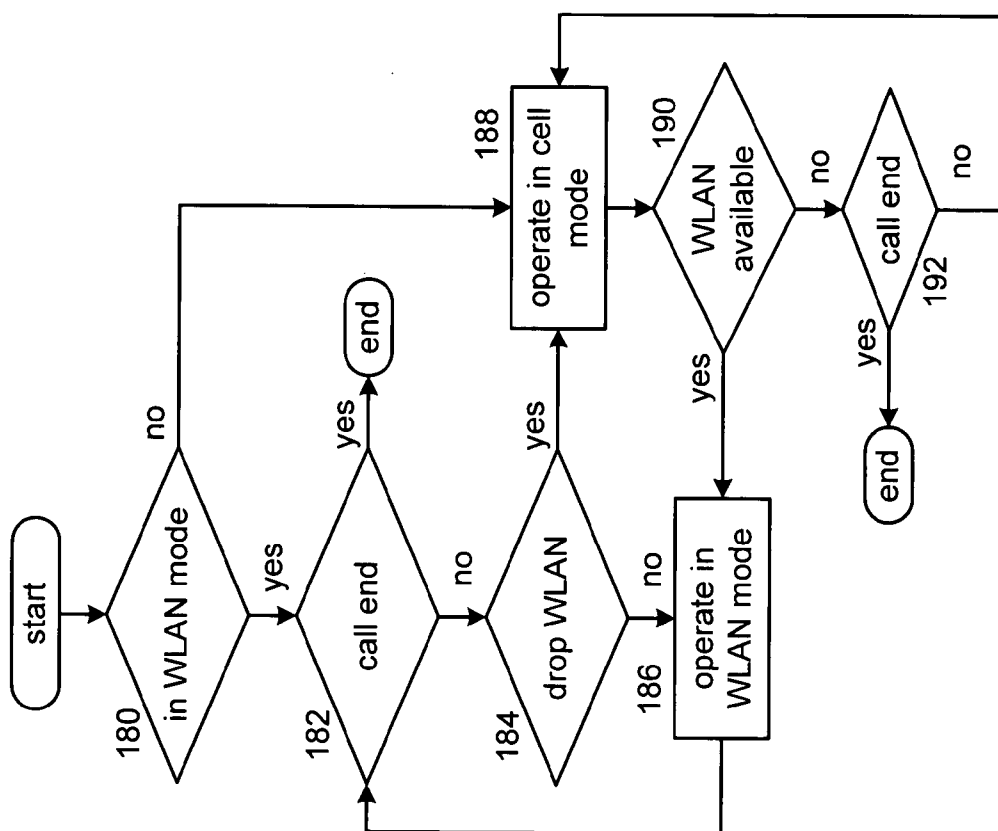 start
180
in WLAN mode
no
yes
182
call end
yes
end
no
184
drop WLAN
yes
no
186
operate in
WLAN mode
188
operate in cell
mode
190
WLAN
available
yes
no
192
call end
yes
end
no